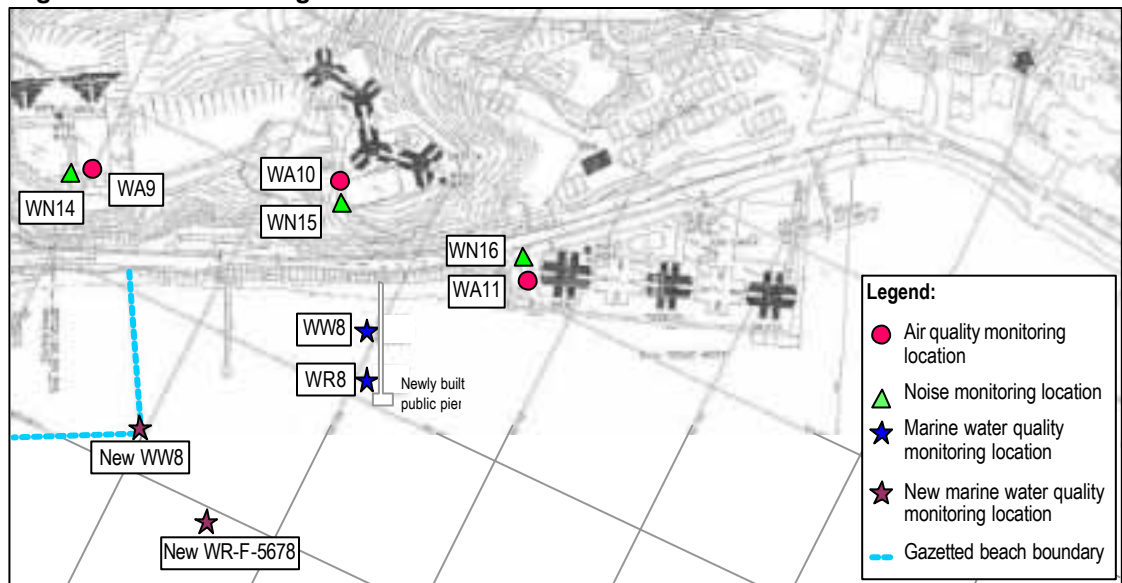 WA9
WN14
WA10
WN15
WN16
WA11
WW8
WR8
Newly built
public pier
New WW8
New WR-F-5678
Legend:
Air quality monitoring
location
Noise monitoring location
Marine water quality
monitoring location
New marine water quality
monitoring location
Gazetted beach boundary